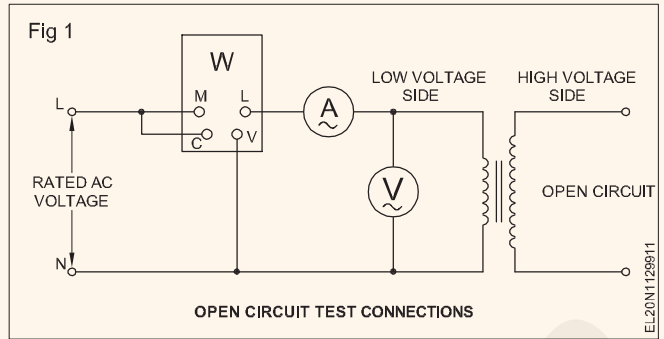 Fig 1
W
M L
C V
L
A
LOW VOLTAGE
SIDE
HIGH VOLTAGE
SIDE
RATED AC
VOLTAGE
V
OPEN CIRCUIT
N
OPEN CIRCUIT TEST CONNECTIONS
EL20N1129911